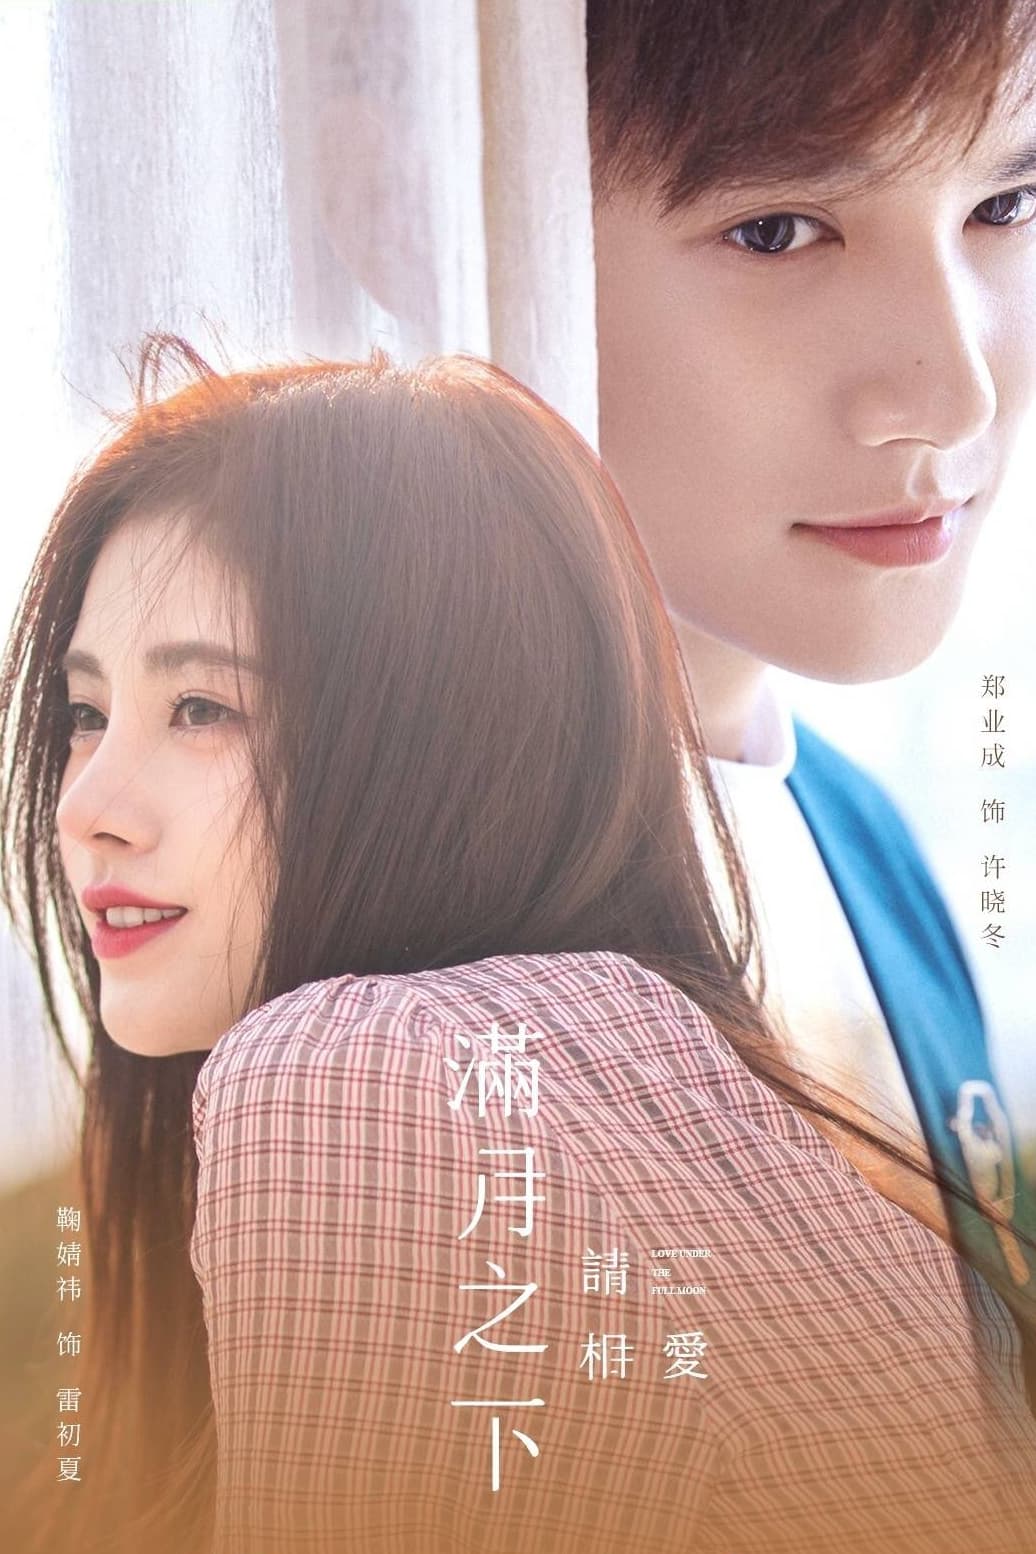 郑业成 饰 许晓冬
滿月之下
請相愛
LOVE UNDER
THE
FULL MOON
鞠婧祎 饰 雷初夏